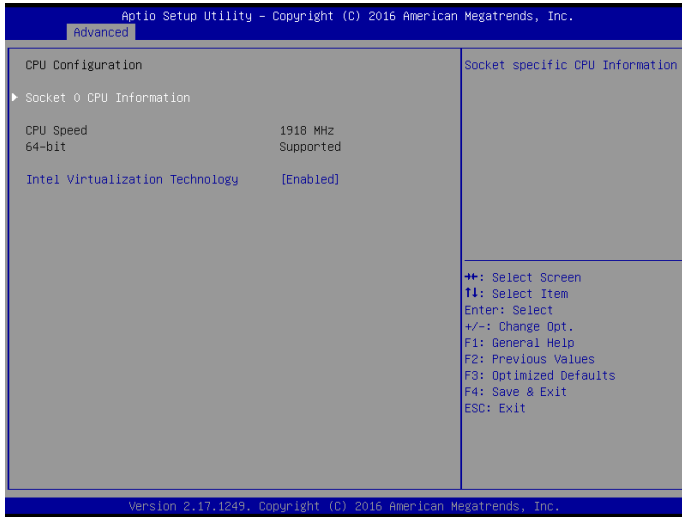 Aptio Setup Utility – Copyright (C) 2016 American Megatrends, Inc.
Advanced
CPU Configuration
Socket 0 CPU Information
CPU Speed 1918 MHz
64-bit Supported
Intel Virtualization Technology [Enabled]
Socket specific CPU Information
→←: Select Screen
↑↓: Select Item
Enter: Select
+/-: Change Opt.
F1: General Help
F2: Previous Values
F3: Optimized Defaults
F4: Save & Exit
ESC: Exit
Version 2.17.1249. Copyright (C) 2016 American Megatrends, Inc.